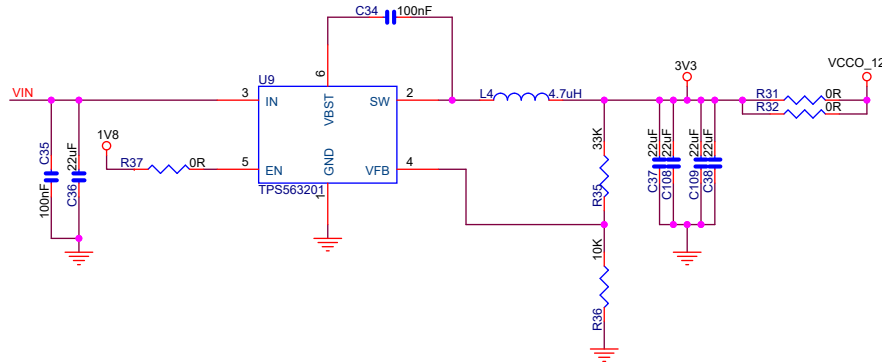 C34 100nF
U9
6
VIN
3
IN
VBST
SW
2
L4
4.7uH
3V3
VCCO_12
R31 0R
R32 0R
C35
100nF
C36
22uF
1V8
R37
0R
5
EN
GND
VFB
4
TPS563201
1
33K
R35
22uF
C37
22uF
C108
22uF
C109
22uF
C38
10K
R36